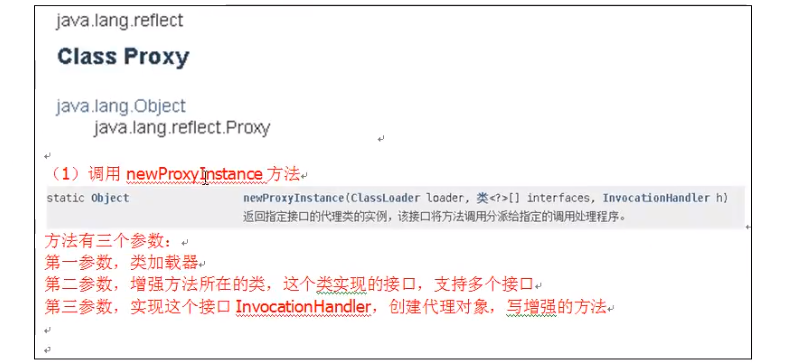 java.lang.reflect
Class Proxy
java.lang.Object
java.lang.reflect.Proxy
（1）调用 newProxyInstance 方法
static Object newProxyInstance(ClassLoader loader, 类<?>[] interfaces, InvocationHandler h)
返回指定接口的代理类的实例，该接口将方法调用分派给指定的调用处理程序。
方法有三个参数：
第一参数，类加载器
第二参数，增强方法所在的类，这个类实现的接口，支持多个接口
第三参数，实现这个接口 InvocationHandler，创建代理对象，写增强的方法